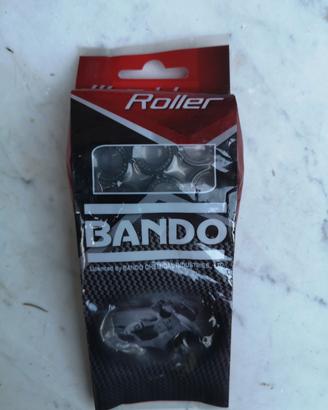 Roller
BANDO
Licensed by BANDO CHEMICAL INDUSTRIES, LTD.